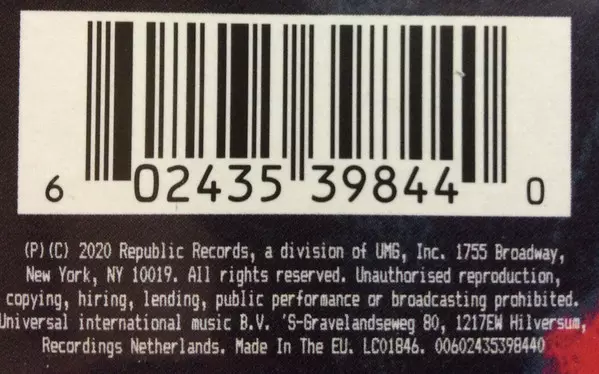 6 02435 39844 0
(P)(C) 2020 Republic Records, a division of UMG, Inc. 1755 Broadway,
New York, NY 10019. All rights reserved. Unauthorised reproduction,
copying, hiring, lending, public performance or broadcasting prohibited.
Universal international music B.V. 'S-Gravelandseweg 80, 1217EW Hilversum,
Recordings Netherlands. Made In The EU. LC01846. 00602435398440